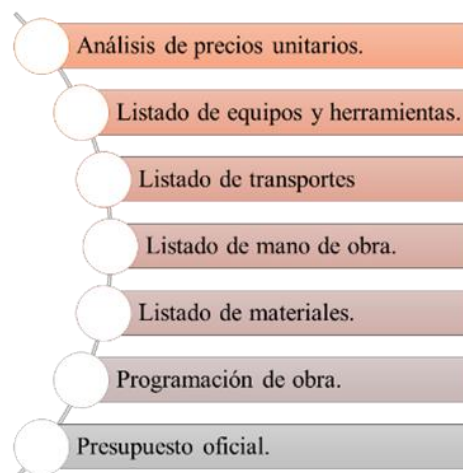 Análisis de precios unitarios.
Listado de equipos y herramientas.
Listado de transportes
Listado de mano de obra.
Listado de materiales.
Programación de obra.
Presupuesto oficial.